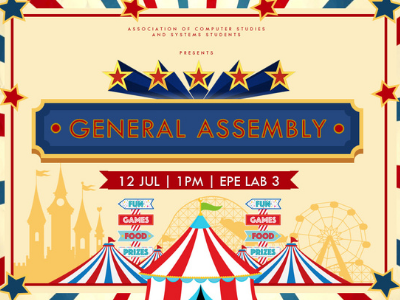 ASSOCIATION OF COMPUTER STUDIES
AND SYSTEMS STUDENTS
PRESENTS
GENERAL ASSEMBLY
12 JUL | 1PM | EPE LAB 3
FUN
GAMES
FOOD
PRIZES
FUN
GAMES
FOOD
PRIZES